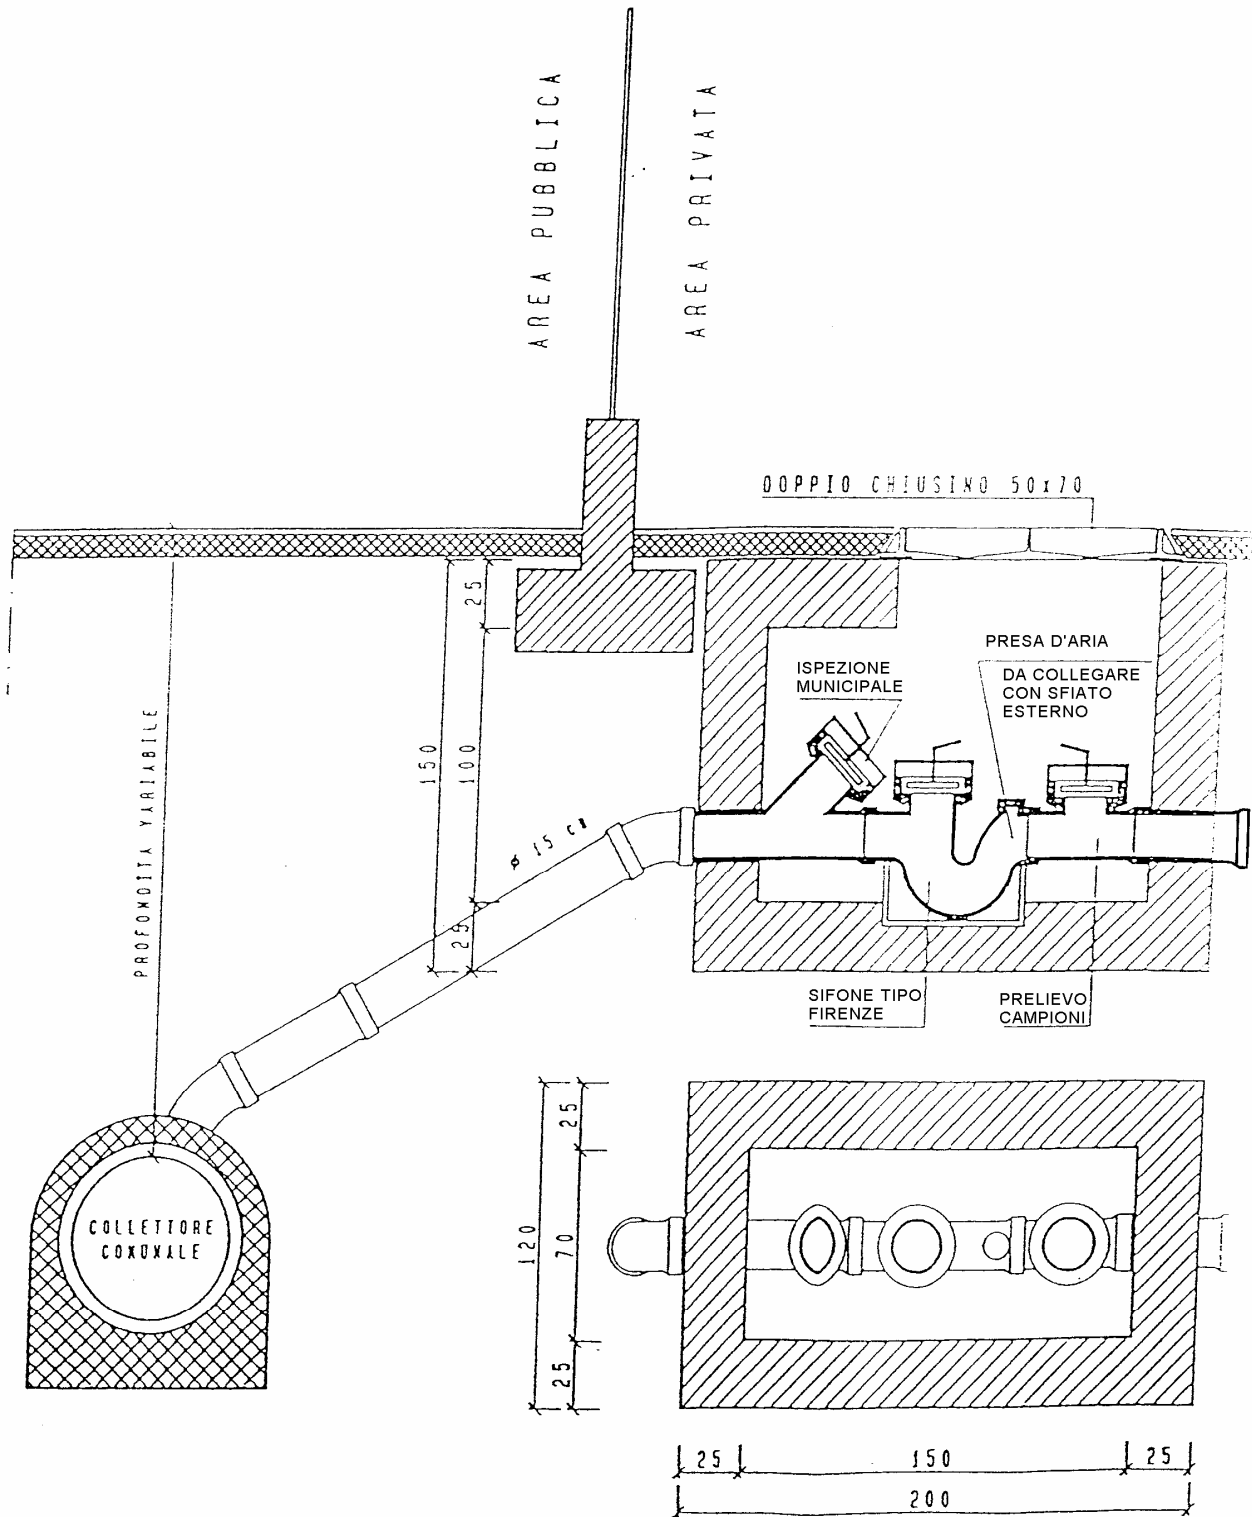 AREA PUBBLICA
AREA PRIVATA
DOPPIO CHIUSINO 50x70
25
PRESA D'ARIA
DA COLLEGARE
CON SFIATO
ESTERNO
ISPEZIONE
MUNICIPALE
PROFONDITA VARIABILE
150
100
ø 15 cm
25
SIFONE TIPO
FIRENZE
PRELIEVO
CAMPIONI
COLLETTORE
COMUNALE
120
25
70
25
25
150
25
200